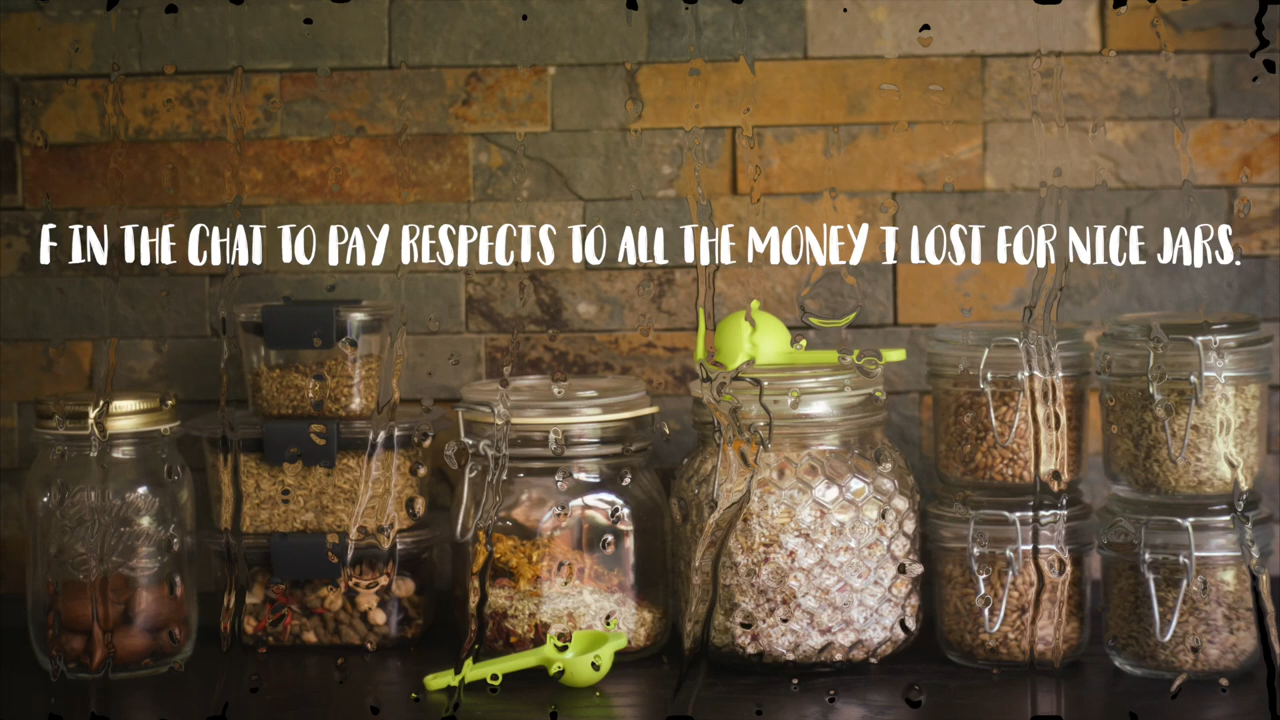 F IN THE CHAT TO PAY RESPECTS TO ALL THE MONEY I LOST FOR NICE JARS.